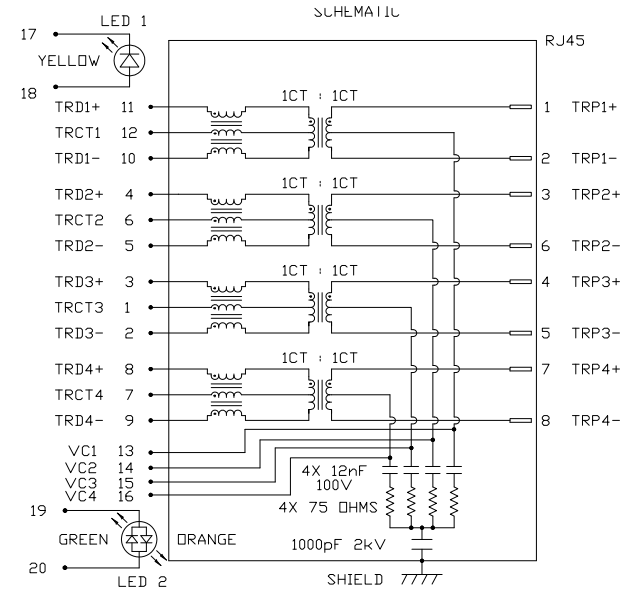 SCHEMATIC
LED 1
17
RJ45
YELLOW
18
1CT : 1CT
TRD1+ 11 1 TRP1+
TRCT1 12
TRD1- 10 2 TRP1-
1CT : 1CT
TRD2+ 4 3 TRP2+
TRCT2 6
TRD2- 5 6 TRP2-
1CT : 1CT
TRD3+ 3 4 TRP3+
TRCT3 1
TRD3- 2 5 TRP3-
1CT : 1CT
TRD4+ 8 7 TRP4+
TRCT4 7
TRD4- 9 8 TRP4-
VC1 13
VC2 14
VC3 15
VC4 16
4X 12nF
100V
4X 75 OHMS
19
GREEN ORANGE
1000pF 2kV
20
LED 2
SHIELD